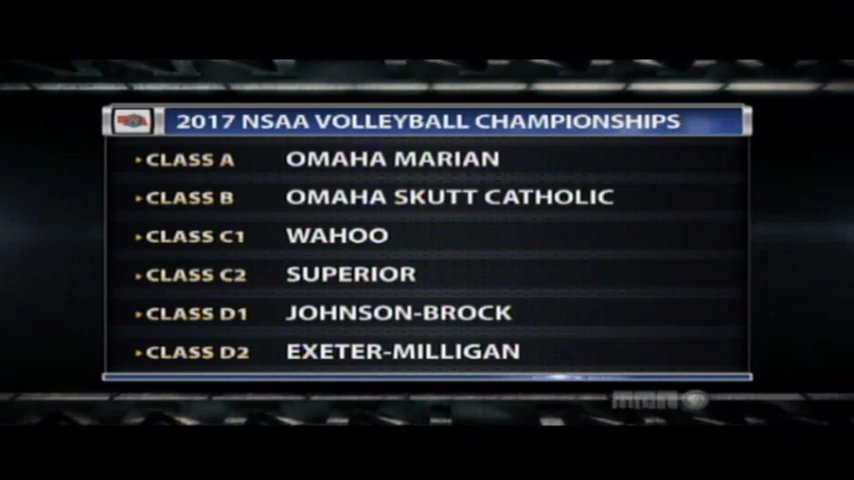 2017 NSAA VOLLEYBALL CHAMPIONSHIPS
CLASS A OMAHA MARIAN
CLASS B OMAHA SKUTT CATHOLIC
CLASS C1 WAHOO
CLASS C2 SUPERIOR
CLASS D1 JOHNSON-BROCK
CLASS D2 EXETER-MILLIGAN